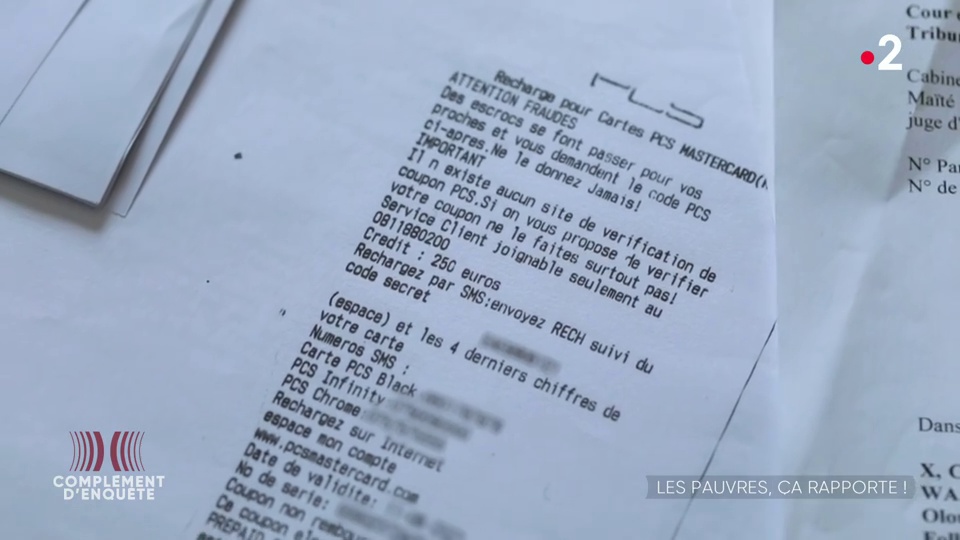 PCS
Recharge pour Cartes PCS MASTERCARD(
ATTENTION FRAUDES
Des escrocs se font passer pour vos
proches et vous demandent le code PCS
ci-apres.Ne le donnez Jamais!
IMPORTANT
Il n existe aucun site de verification de
coupon PCS.Si on vous propose de verifier
votre coupon ne le faites surtout pas!
Service Client joignable seulement au
0811880200
Credit : 250 euros
Rechargez par SMS:envoyez RECH suivi du
code secret
(espace) et les 4 derniers chiffres de
votre carte
Numeros SMS :
Carte PCS Black
PCS Infinity
PCS Chrome
Rechargez sur Internet
espace mon compte
www.pcsmastercard.com
Date de validite:
No de serie:
Coupon non rembou
Ce coupon ele
PREPAID
Cour
Tribu
Cabine
Maïté
juge d'
N° Pa
N° de
Dans
X, C
WA
Olo
2
COMPLÉMENT
D'ENQUÊTE
LES PAUVRES, ÇA RAPPORTE !